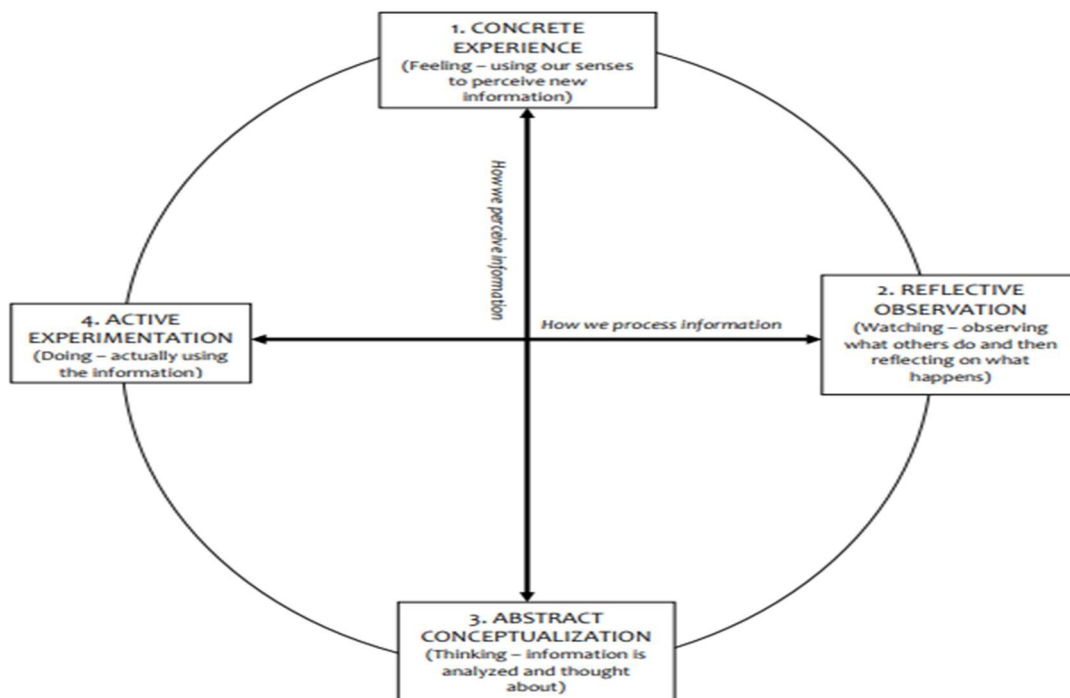 1. CONCRETE
EXPERIENCE
(Feeling – using our senses
to perceive new
information)
How we perceive information
2. REFLECTIVE
OBSERVATION
(Watching – observing
what others do and then
reflecting on what
happens)
4. ACTIVE
EXPERIMENTATION
(Doing – actually using
the information)
How we process information
3. ABSTRACT
CONCEPTUALIZATION
(Thinking – information is
analyzed and thought
about)